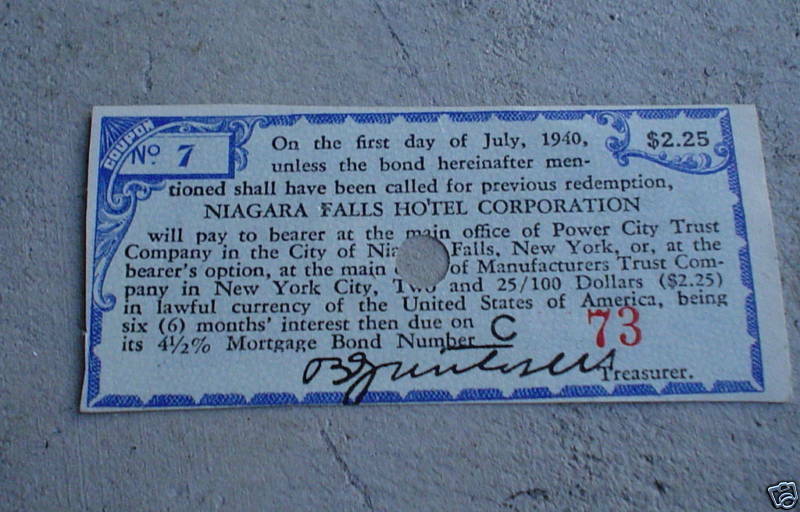 COUPON
No. 7
$2.25
On the first day of July, 1940,
unless the bond hereinafter men-
tioned shall have been called for previous redemption,
NIAGARA FALLS HOTEL CORPORATION
will pay to bearer at the main office of Power City Trust
Company in the City of Nia Falls, New York, or, at the
bearer's option, at the main of Manufacturers Trust Com-
pany in New York City, Two and 25/100 Dollars ($2.25)
in lawful currency of the United States of America, being
six (6) months' interest then due on
its 4½% Mortgage Bond Number C 73
Treasurer.